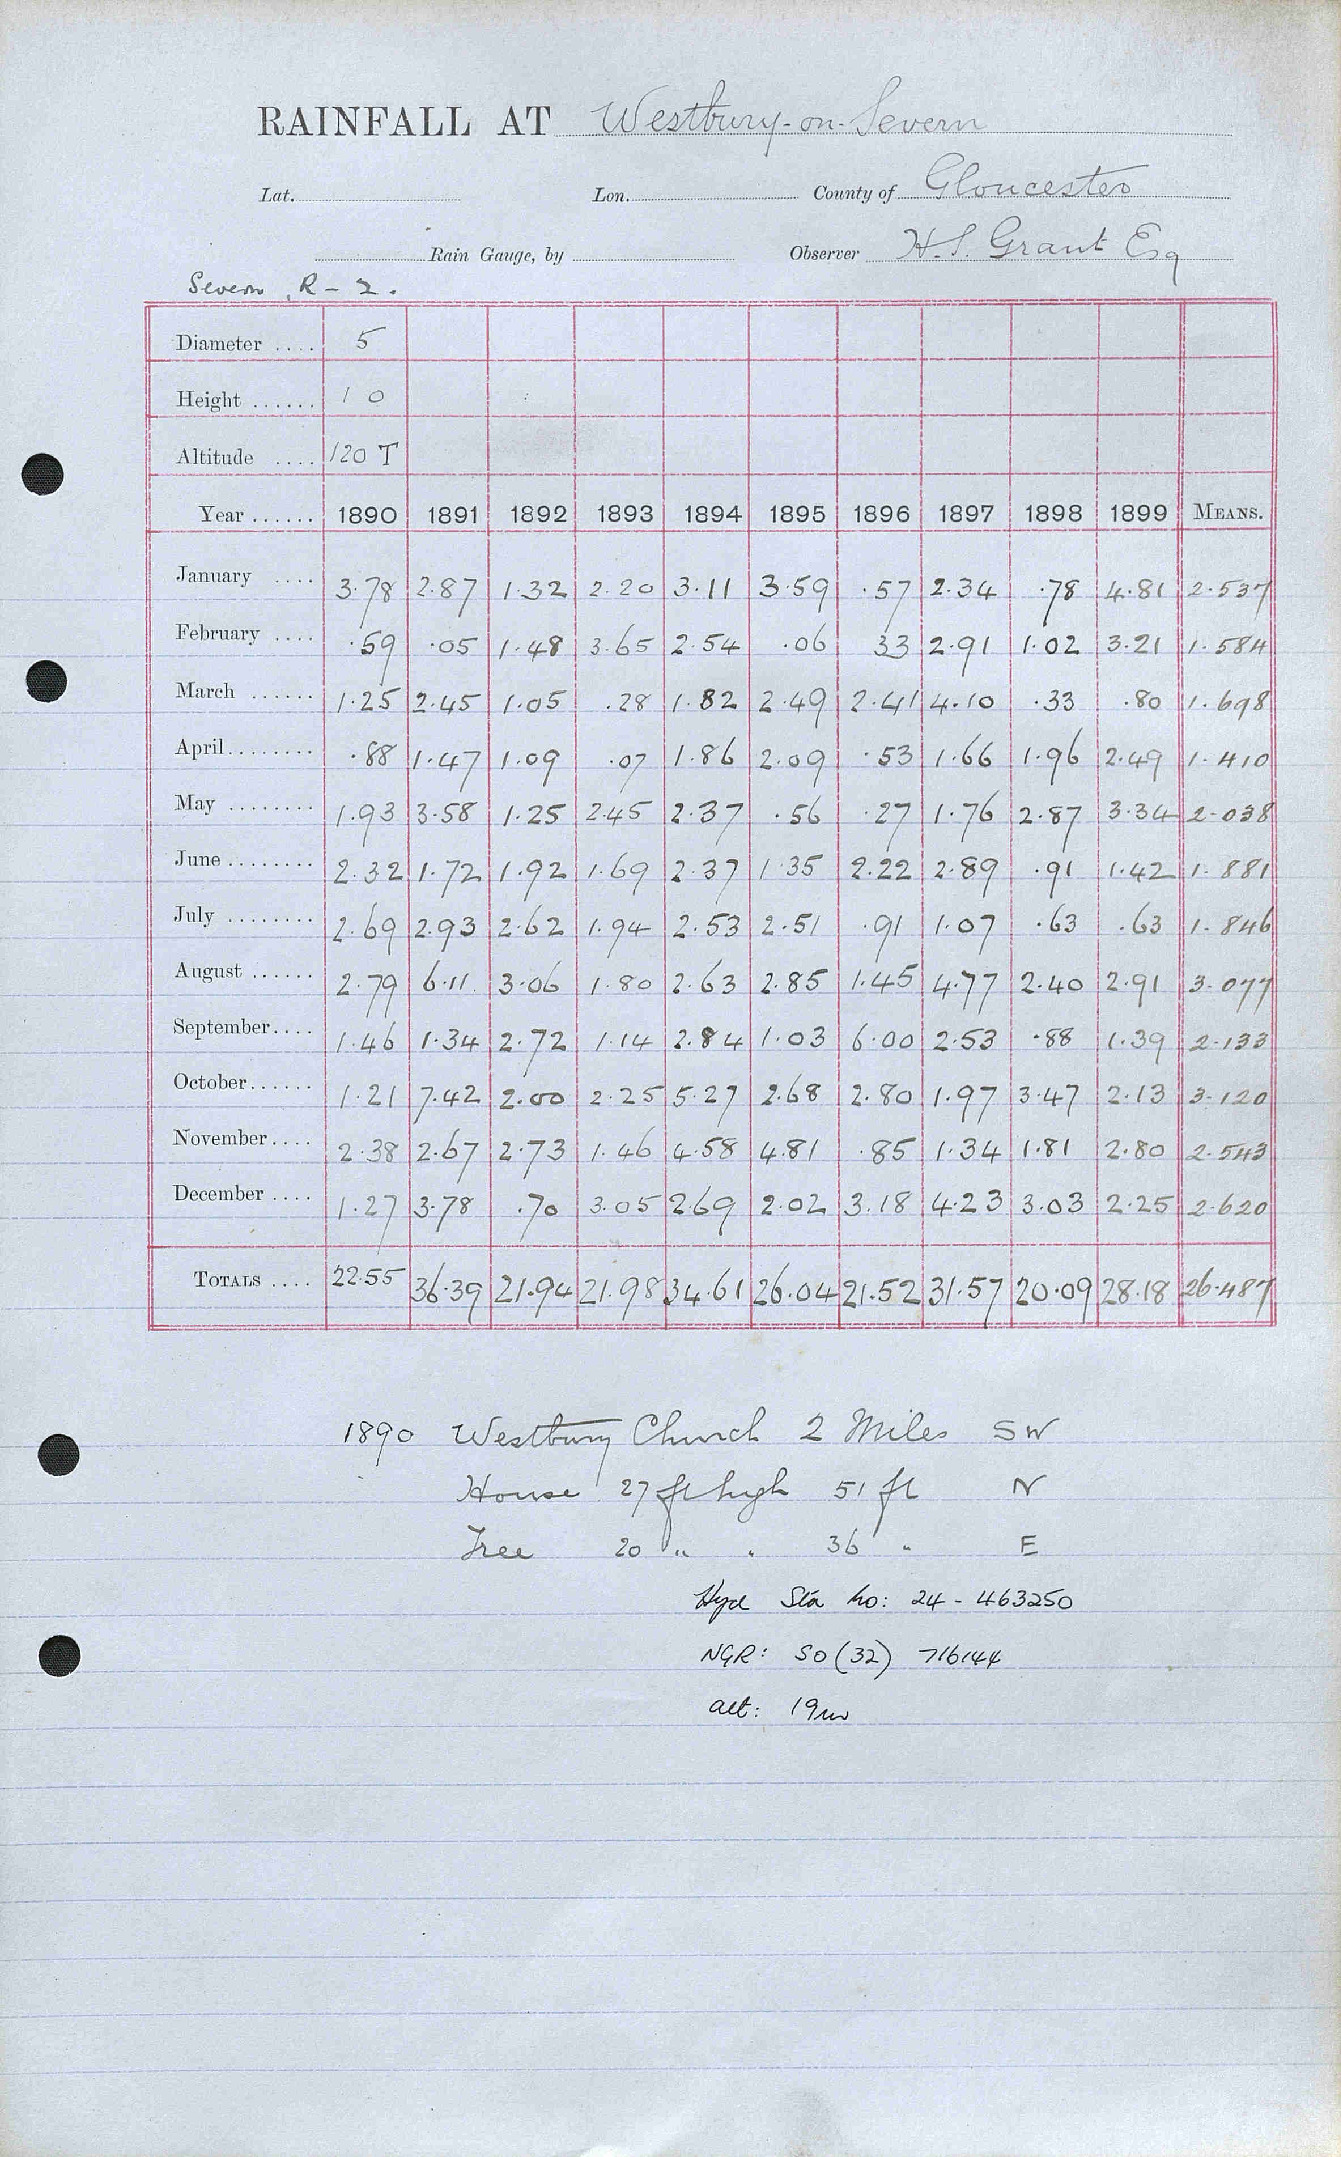 RAINFALL AT Westbury-on-Severn
Lat. Lon. County of Gloucester
Rain Gauge, by Observer H.S. Grant Esq
Severn R - 2.
Diameter .... 5
Height ...... 1 0
Altitude .... 120 T
Year ...... 1890 1891 1892 1893 1894 1895 1896 1897 1898 1899 MEANS.
January .... 3.78 2.87 1.32 2.20 3.11 3.59 .57 2.34 .78 4.81 2.537
February .... .59 .05 1.48 3.65 2.54 .06 33 2.91 1.02 3.21 1.584
March ...... 1.25 2.45 1.05 .28 1.82 2.49 2.41 4.10 .33 .80 1.698
April ........ .88 1.47 1.09 .07 1.86 2.09 .53 1.66 1.96 2.49 1.410
May ........ 1.93 3.58 1.25 2.45 2.37 .56 .27 1.76 2.87 3.34 2.038
June ........ 2.32 1.72 1.92 1.69 2.37 1.35 2.22 2.89 .91 1.42 1.881
July ........ 2.69 2.93 2.62 1.94 2.53 2.51 .91 1.07 .63 .63 1.846
August ...... 2.79 6.11 3.06 1.80 2.63 2.85 1.45 4.77 2.40 2.91 3.077
September .... 1.46 1.34 2.72 1.14 2.84 1.03 6.00 2.53 .88 1.39 2.133
October ...... 1.21 7.42 2.00 2.25 5.27 2.68 2.80 1.97 3.47 2.13 3.120
November .... 2.38 2.67 2.73 1.46 4.58 4.81 .85 1.34 1.81 2.80 2.543
December .... 1.27 3.78 .70 3.05 2.69 2.02 3.18 4.23 3.03 2.25 2.620
TOTALS .... 22.55 36.39 21.94 21.98 34.61 26.04 21.52 31.57 20.09 28.18 26.487
1890 Westbury Church 2 Miles SW
House 27 ft high 51 ft N
Tree 20 " " 36 " E
Hyd Sta No: 24 - 463250
NGR: SO (32) 716144
alt: 19m